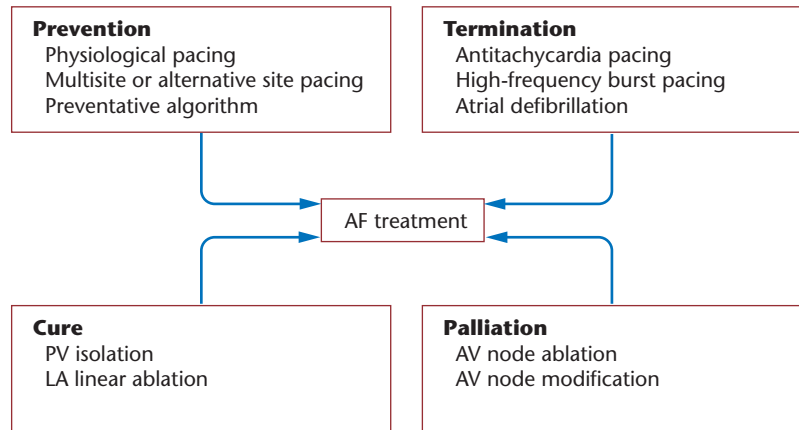 Prevention
Physiological pacing
Multisite or alternative site pacing
Preventative algorithm
Termination
Antitachycardia pacing
High-frequency burst pacing
Atrial defibrillation
AF treatment
Cure
PV isolation
LA linear ablation
Palliation
AV node ablation
AV node modification